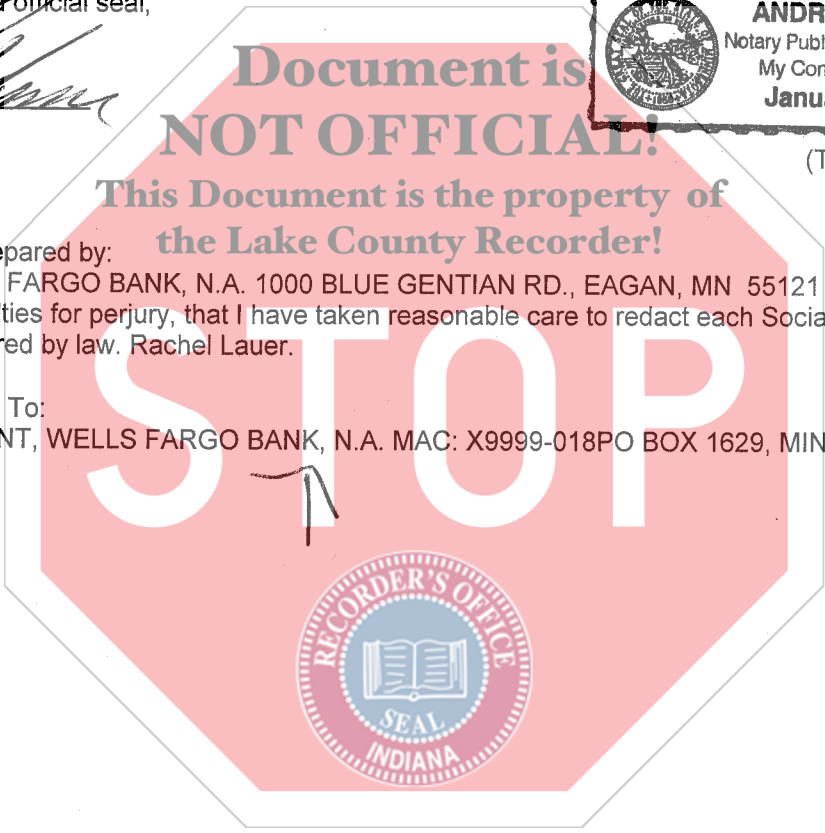 official seal,
ANDR
Notary Publ
My Con
Janu
(T
Document is
NOT OFFICIAL!
This Document is the property of
the Lake County Recorder!
epared by:
FARGO BANK, N.A. 1000 BLUE GENTIAN RD., EAGAN, MN 55121
ties for perjury, that I have taken reasonable care to redact each Socia
red by law. Rachel Lauer.
To:
NT, WELLS FARGO BANK, N.A. MAC: X9999-018PO BOX 1629, MIN
STOP
RECORDER'S OFFICE
SEAL
INDIANA